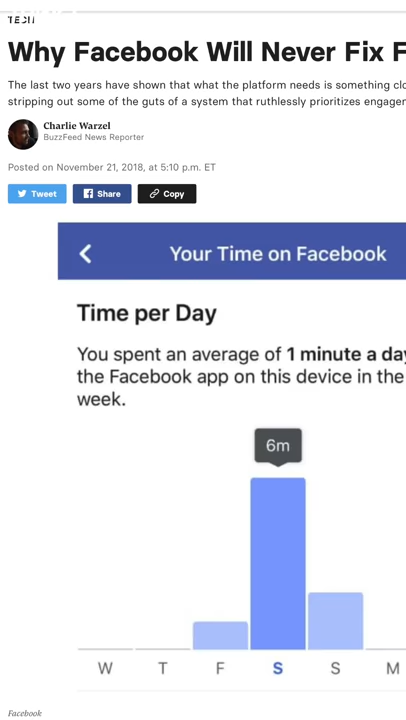 TECH
Why Facebook Will Never Fix F
The last two years have shown that what the platform needs is something clo
stripping out some of the guts of a system that ruthlessly prioritizes engagem
Charlie Warzel
BuzzFeed News Reporter
Posted on November 21, 2018, at 5:10 p.m. ET
Tweet Share Copy
Your Time on Facebook
Time per Day
You spent an average of 1 minute a day
the Facebook app on this device in the
week.
6m
W T F S S M
Facebook